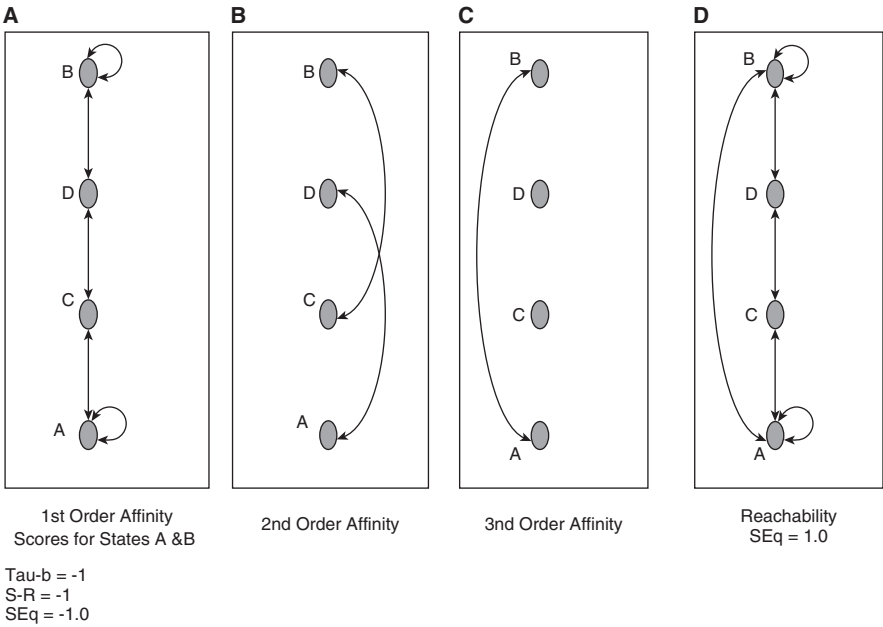 A
B
D
C
A
1st Order Affinity
Scores for States A &B
Tau-b = -1
S-R = -1
SEq = -1.0
B
B
D
C
A
2nd Order Affinity
C
B
D
C
A
3nd Order Affinity
D
B
D
C
A
Reachability
SEq = 1.0